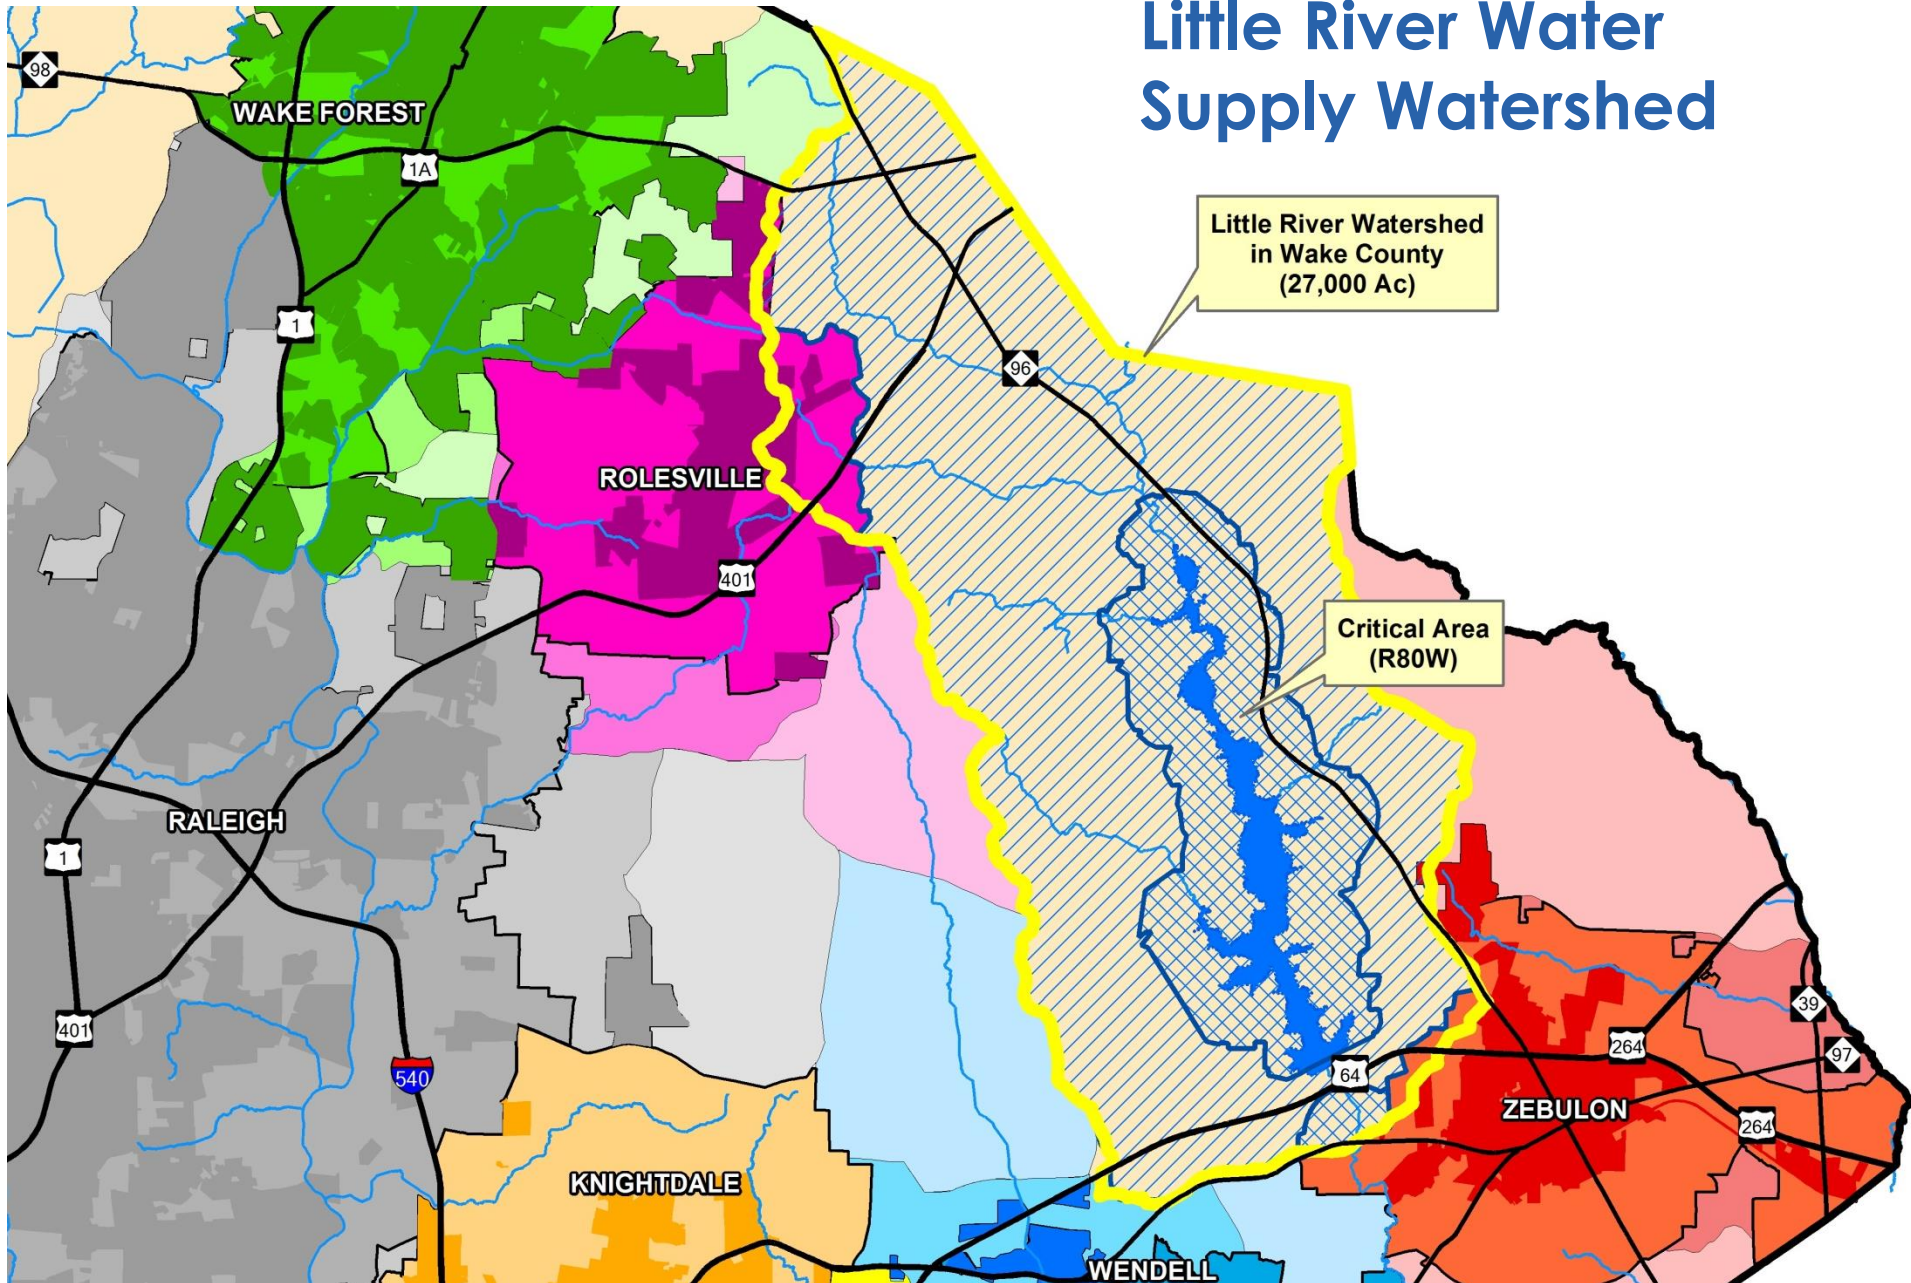 Little River Water
Supply Watershed
98
WAKE FOREST
1A
Little River Watershed
in Wake County
(27,000 Ac)
1
96
ROLESVILLE
401
Critical Area
(R80W)
RALEIGH
1
401
540
39
264
97
64
ZEBULON
264
KNIGHTDALE
WENDELL